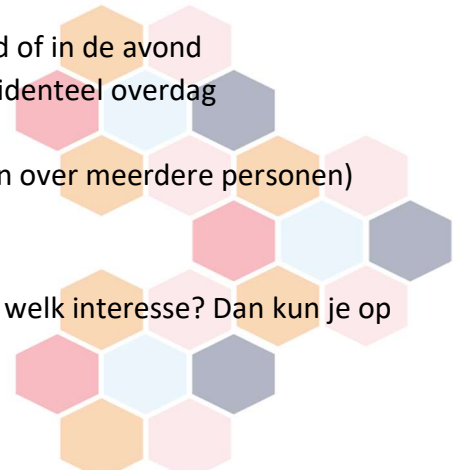 d of in de avond
identeel overdag
n over meerdere personen)
welk interesse? Dan kun je op